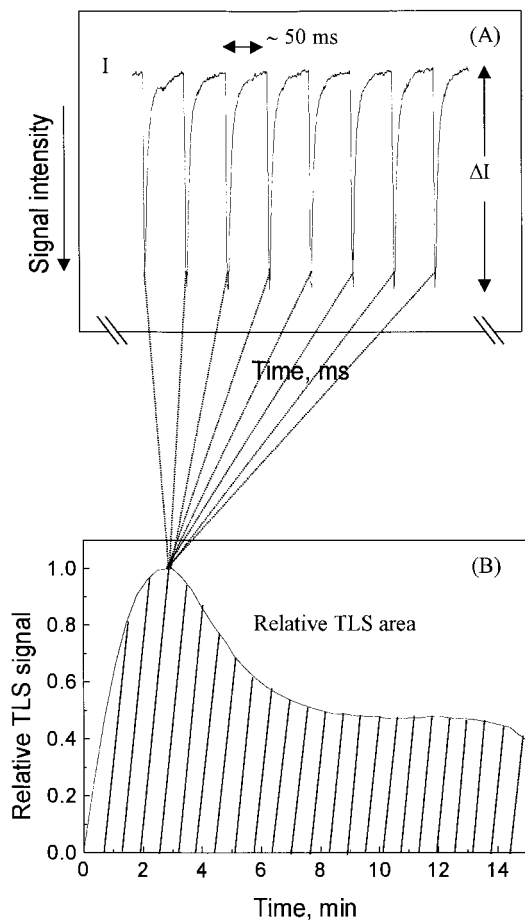 ~ 50 ms
(A)
I
ΔI
Signal intensity
Time, ms
(B)
1.0
0.8
0.6
0.4
0.2
0.0
Relative TLS area
Relative TLS signal
0 2 4 6 8 10 12 14
Time, min